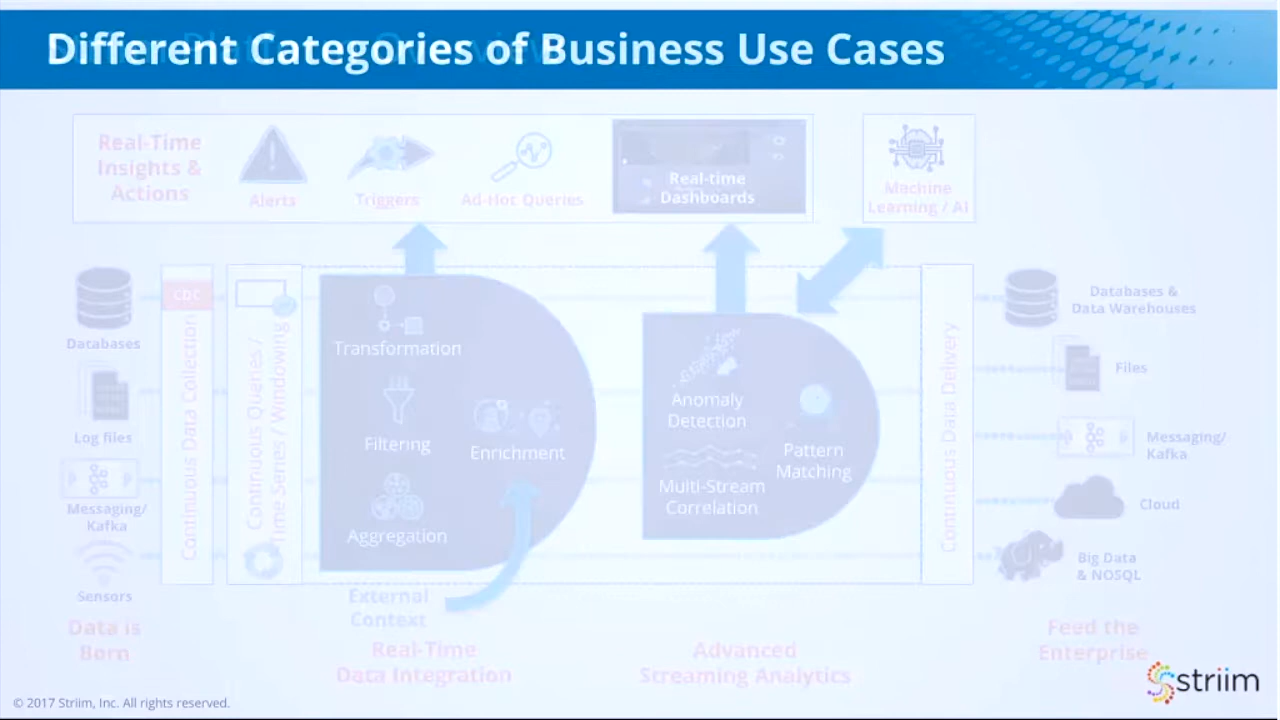 Different Categories of Business Use Cases
Real-Time
Insights &
Actions
Alerts
Triggers
Ad-Hot Queries
Real-time
Dashboards
Machine
Learning / AI
Databases
Log files
Messaging/
Kafka
Sensors
Data is
Born
CDC
Continuous Data Collection
Continuous Queries /
Time Series / Windowing
Transformation
Filtering
Aggregation
Enrichment
External
Context
Real-Time
Data Integration
Anomaly
Detection
Pattern
Matching
Multi-Stream
Correlation
Advanced
Streaming Analytics
Continuous Data Delivery
Databases &
Data Warehouses
Files
Messaging/
Kafka
Cloud
Big Data
& NOSQL
Feed the
Enterprise
striim
© 2017 Striim, Inc. All rights reserved.